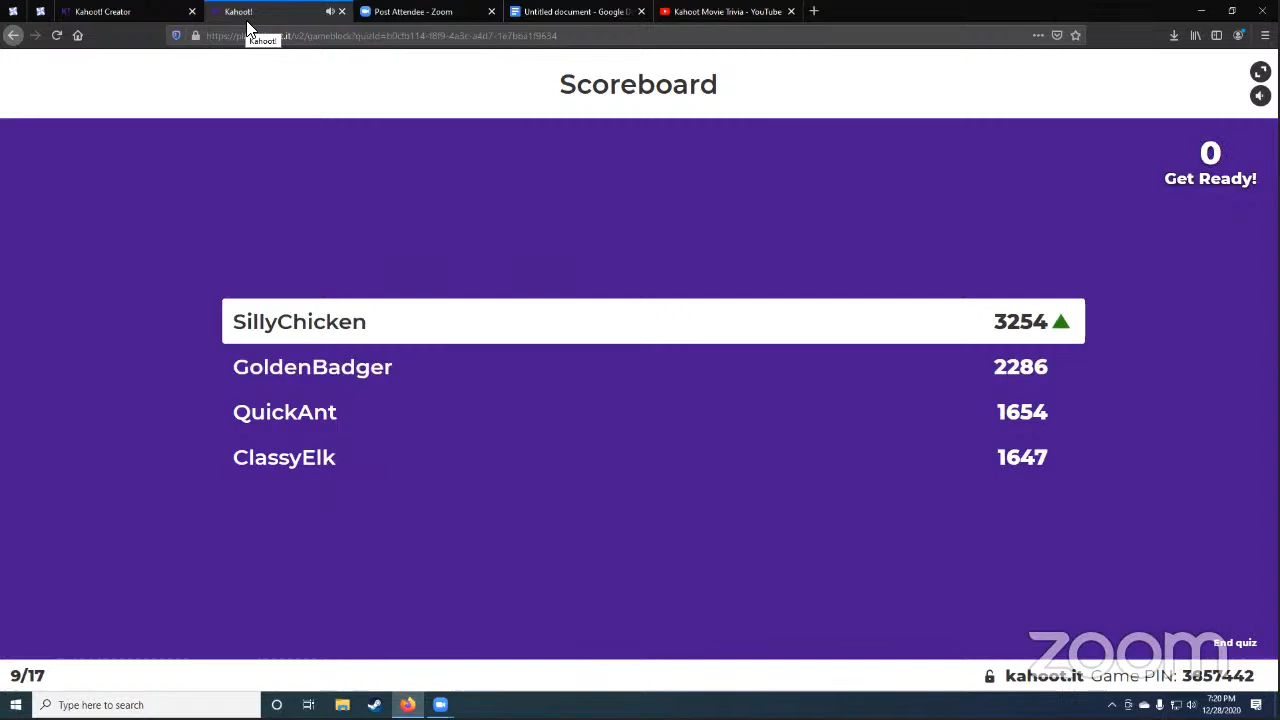 Kahoot! Creator
Kahoot!
Post Attendee - Zoom
Untitled document - Google D
Kahoot Movie Trivia - YouTube
Kahoot!
Scoreboard
0
Get Ready!
SillyChicken 3254
GoldenBadger 2286
QuickAnt 1654
ClassyElk 1647
End quiz
zoom
9/17
kahoot.it Game PIN: 3857442
Type here to search
7:20 PM
12/28/2020